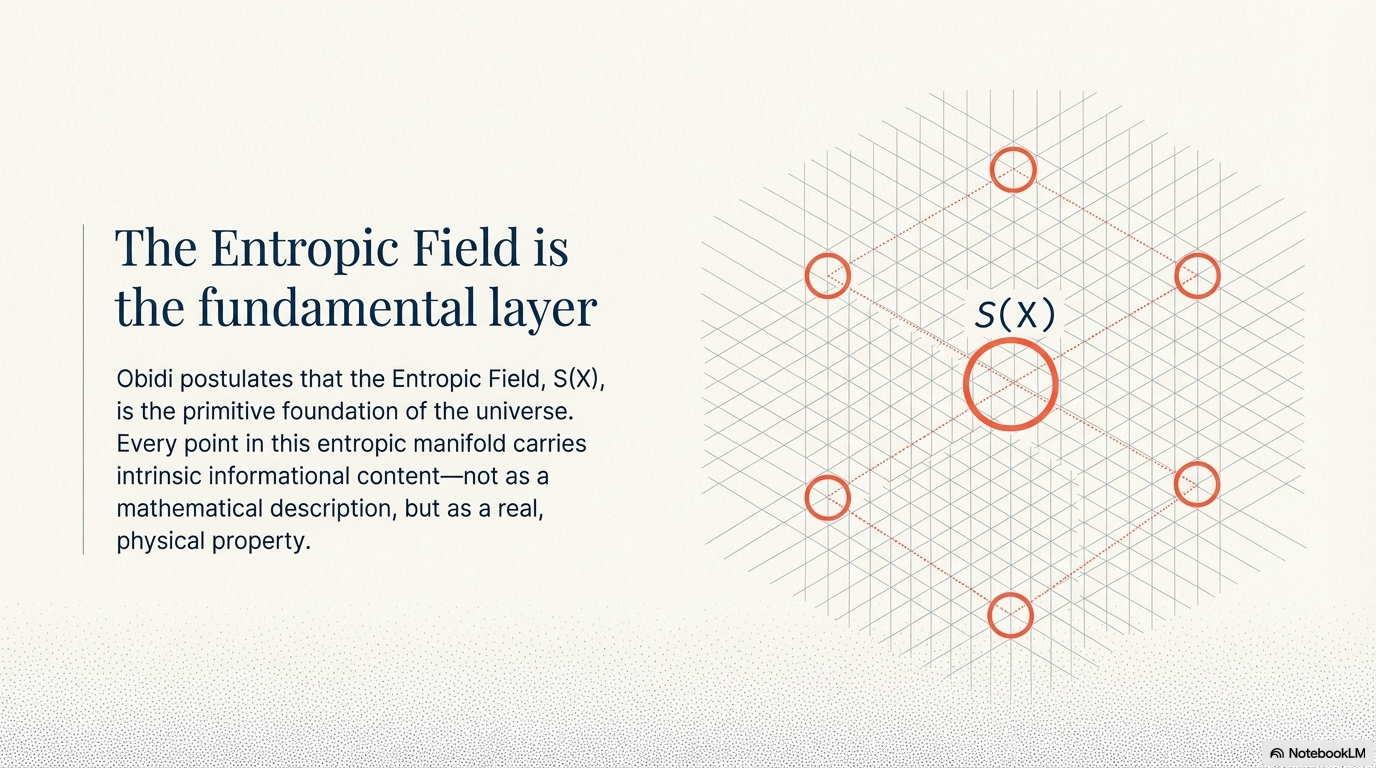 The Entropic Field is
the fundamental layer
Obidi postulates that the Entropic Field, S(X),
is the primitive foundation of the universe.
Every point in this entropic manifold carries
intrinsic informational content—not as a
mathematical description, but as a real,
physical property.
S(X)
NotebookLM